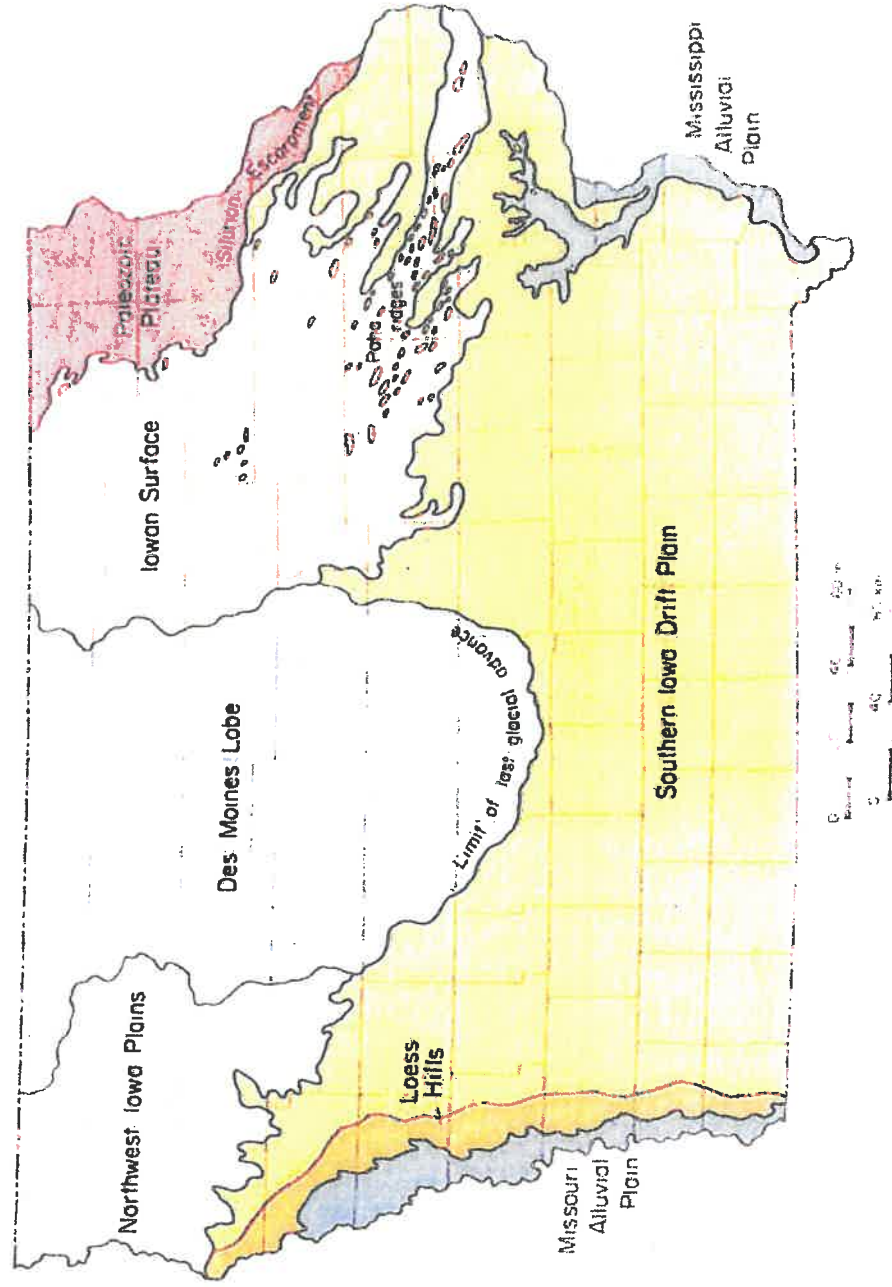 Northwest Iowa Plains
Des Moines Lobe
Iowan Surface
Paleozoic
Plateau
Silurian Escarpment
Paha
ridges
Limit of last glacial advance
Loess
Hills
Southern Iowa Drift Plain
Missouri
Alluvial
Plain
Mississippi
Alluvial
Plain